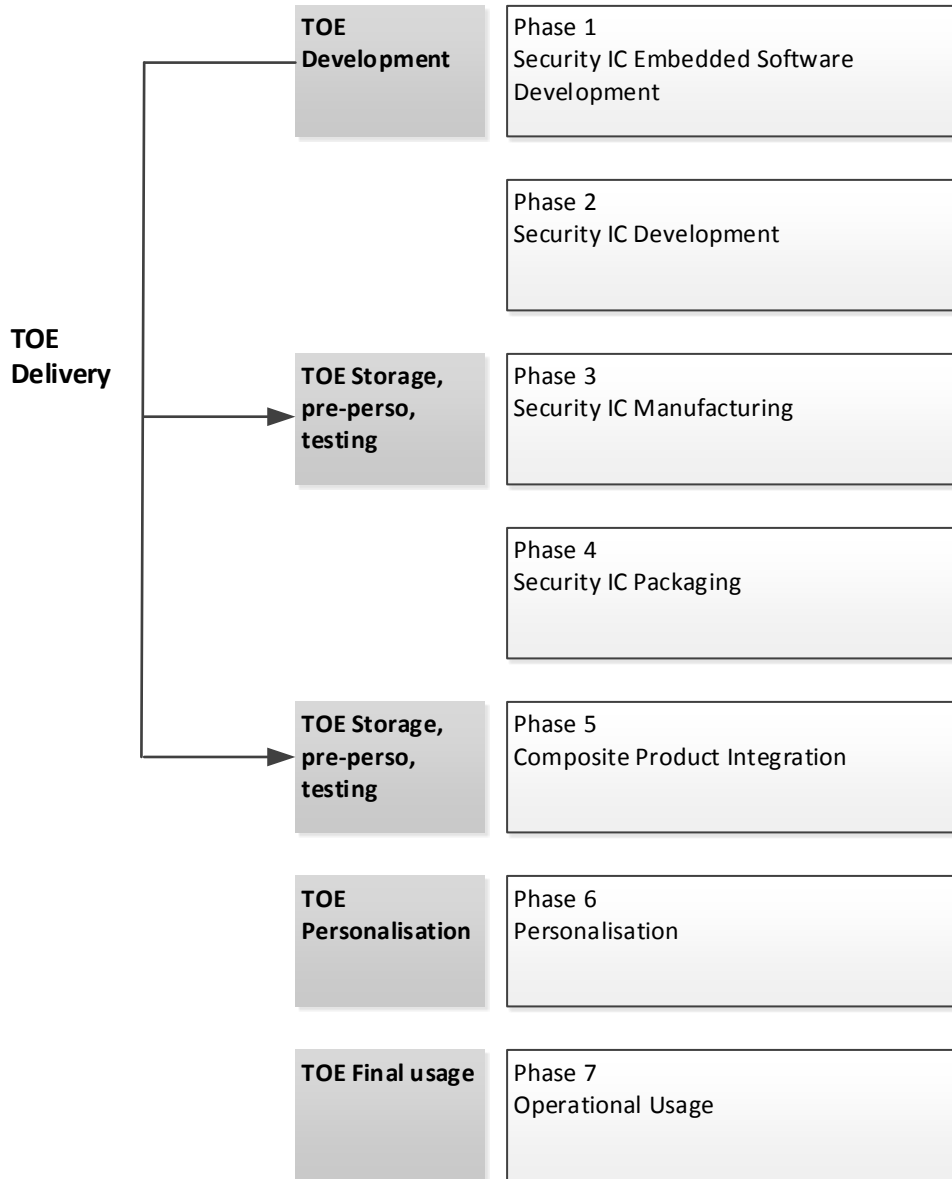 TOE
Development
Phase 1
Security IC Embedded Software
Development
Phase 2
Security IC Development
TOE
Delivery
TOE Storage,
pre-perso,
testing
Phase 3
Security IC Manufacturing
Phase 4
Security IC Packaging
TOE Storage,
pre-perso,
testing
Phase 5
Composite Product Integration
TOE
Personalisation
Phase 6
Personalisation
TOE Final usage
Phase 7
Operational Usage